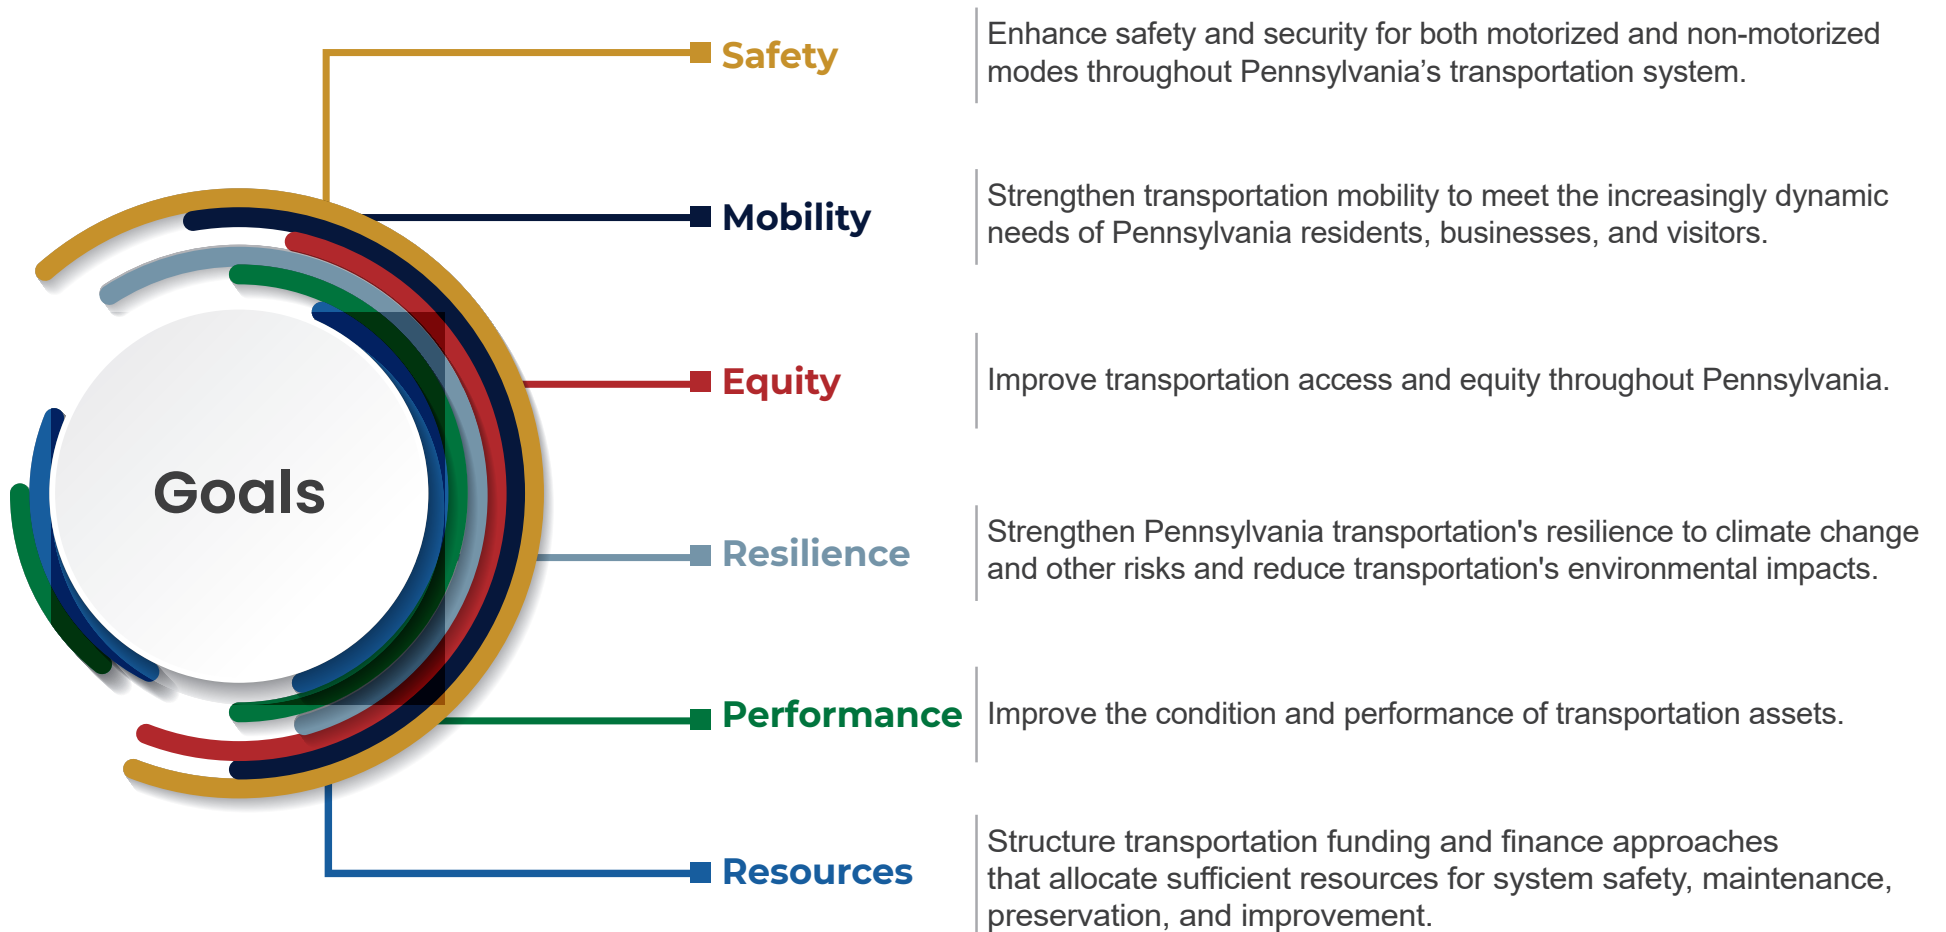 Goals
Safety
Enhance safety and security for both motorized and non-motorized
modes throughout Pennsylvania’s transportation system.
Mobility
Strengthen transportation mobility to meet the increasingly dynamic
needs of Pennsylvania residents, businesses, and visitors.
Equity
Improve transportation access and equity throughout Pennsylvania.
Resilience
Strengthen Pennsylvania transportation's resilience to climate change
and other risks and reduce transportation's environmental impacts.
Performance
Improve the condition and performance of transportation assets.
Resources
Structure transportation funding and finance approaches
that allocate sufficient resources for system safety, maintenance,
preservation, and improvement.